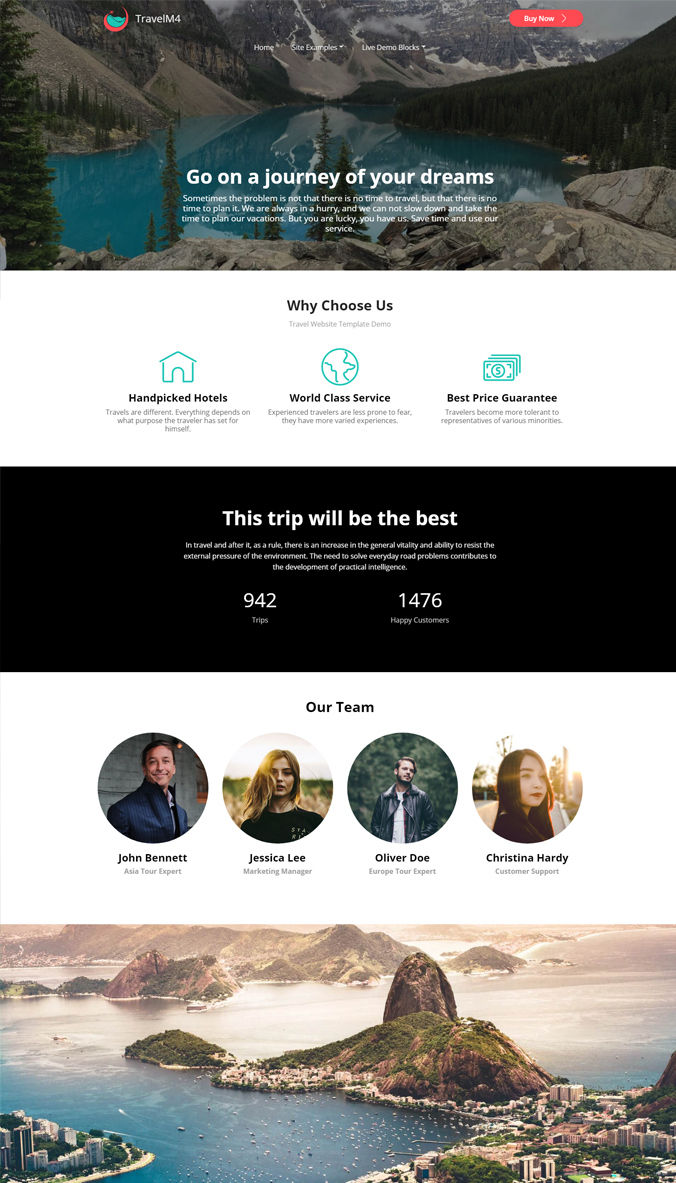 TravelM4
Buy Now
Home
Site Examples
Live Demo Blocks
Go on a journey of your dreams
Sometimes the problem is not that there is no time to travel, but that there is no
time to plan it. We are always in a hurry, and we can not slow down and take the
time to plan our vacations. But you are lucky, you have us. Save time and use our
service.
Why Choose Us
Travel Website Template Demo
Handpicked Hotels
Travels are different. Everything depends on
what purpose the traveler has set for
himself.
World Class Service
Experienced travelers are less prone to fear,
they have more varied experiences.
Best Price Guarantee
Travelers become more tolerant to
representatives of various minorities.
This trip will be the best
In travel and after it, as a rule, there is an increase in the general vitality and ability to resist the
external pressure of the environment. The need to solve everyday road problems contributes to
the development of practical intelligence.
942
Trips
1476
Happy Customers
Our Team
John Bennett
Asia Tour Expert
Jessica Lee
Marketing Manager
Oliver Doe
Europe Tour Expert
Christina Hardy
Customer Support